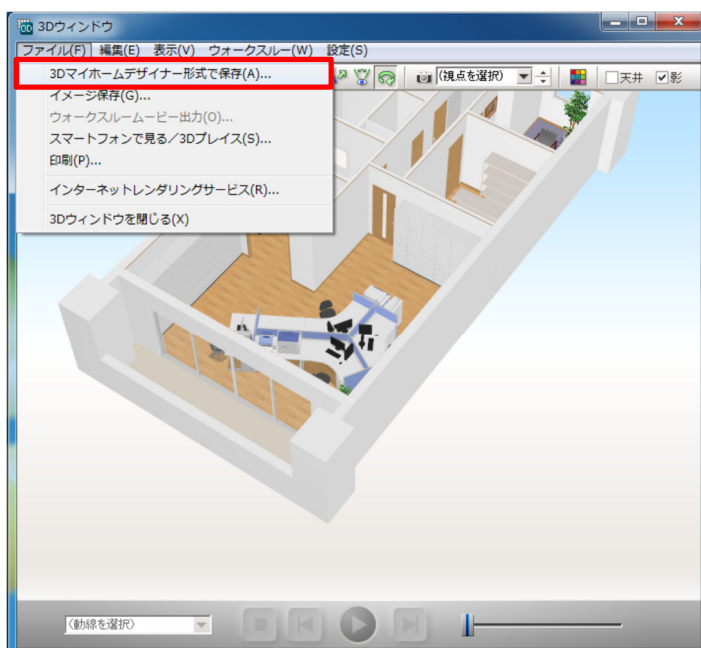 3Dウィンドウ
ファイル(F) 編集(E) 表示(V) ウォークスルー(W) 設定(S)
(視点を選択) 天井 影
3Dマイホームデザイナー形式で保存(A)...
イメージ保存(G)...
ウォークスルームービー出力(O)...
スマートフォンで見る／3Dプレイス(S)...
印刷(P)...
インターネットレンダリングサービス(R)...
3Dウィンドウを閉じる(X)
(動線を選択)